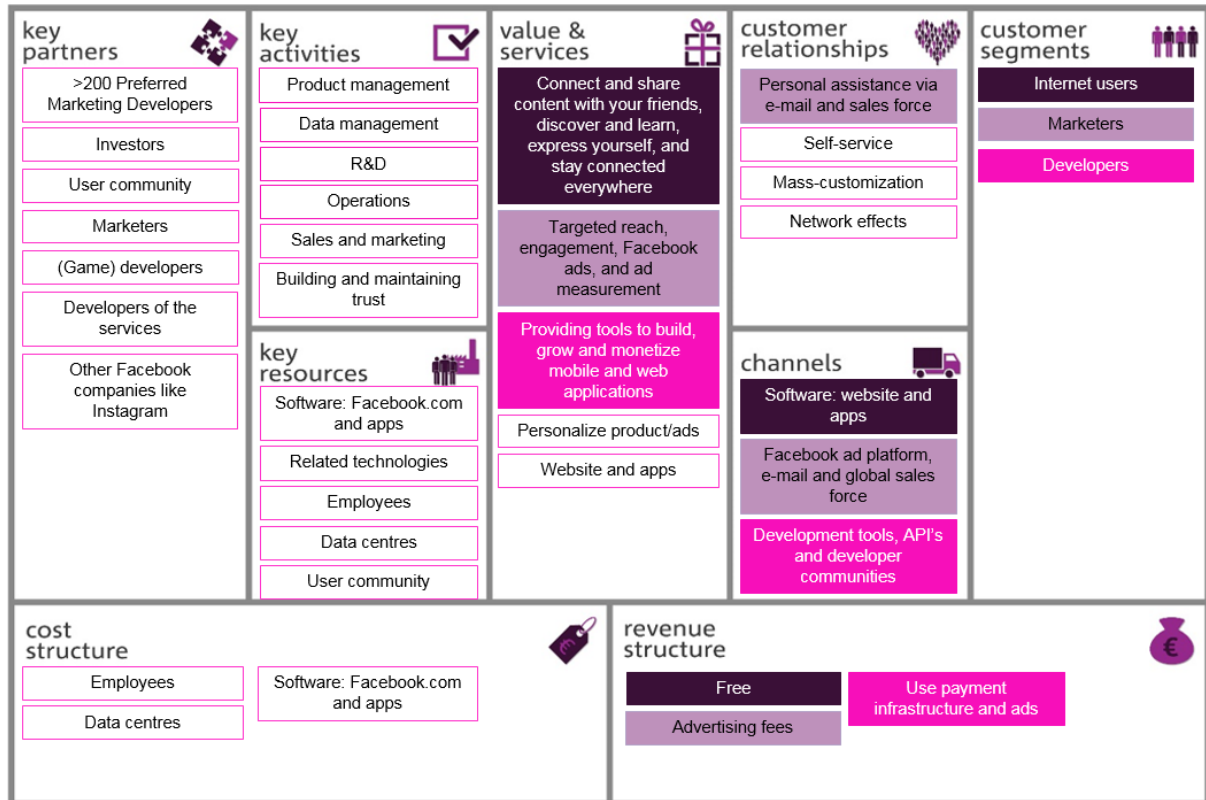 key
partners
>200 Preferred
Marketing Developers
Investors
User community
Marketers
(Game) developers
Developers of the
services
Other Facebook
companies like
Instagram
key
activities
Product management
Data management
R&D
Operations
Sales and marketing
Building and maintaining
trust
key
resources
Software: Facebook.com
and apps
Related technologies
Employees
Data centres
User community
value &
services
Connect and share
content with your friends,
discover and learn,
express yourself, and
stay connected
everywhere
Targeted reach,
engagement, Facebook
ads, and ad
measurement
Providing tools to build,
grow and monetize
mobile and web
applications
Personalize product/ads
Website and apps
customer
relationships
Personal assistance via
e-mail and sales force
Self-service
Mass-customization
Network effects
channels
Software: website and
apps
Facebook ad platform,
e-mail and global sales
force
Development tools, API's
and developer
communities
customer
segments
Internet users
Marketers
Developers
cost
structure
€
Employees
Data centres
Software: Facebook.com
and apps
revenue
structure
€
Free
Advertising fees
Use payment
infrastructure and ads